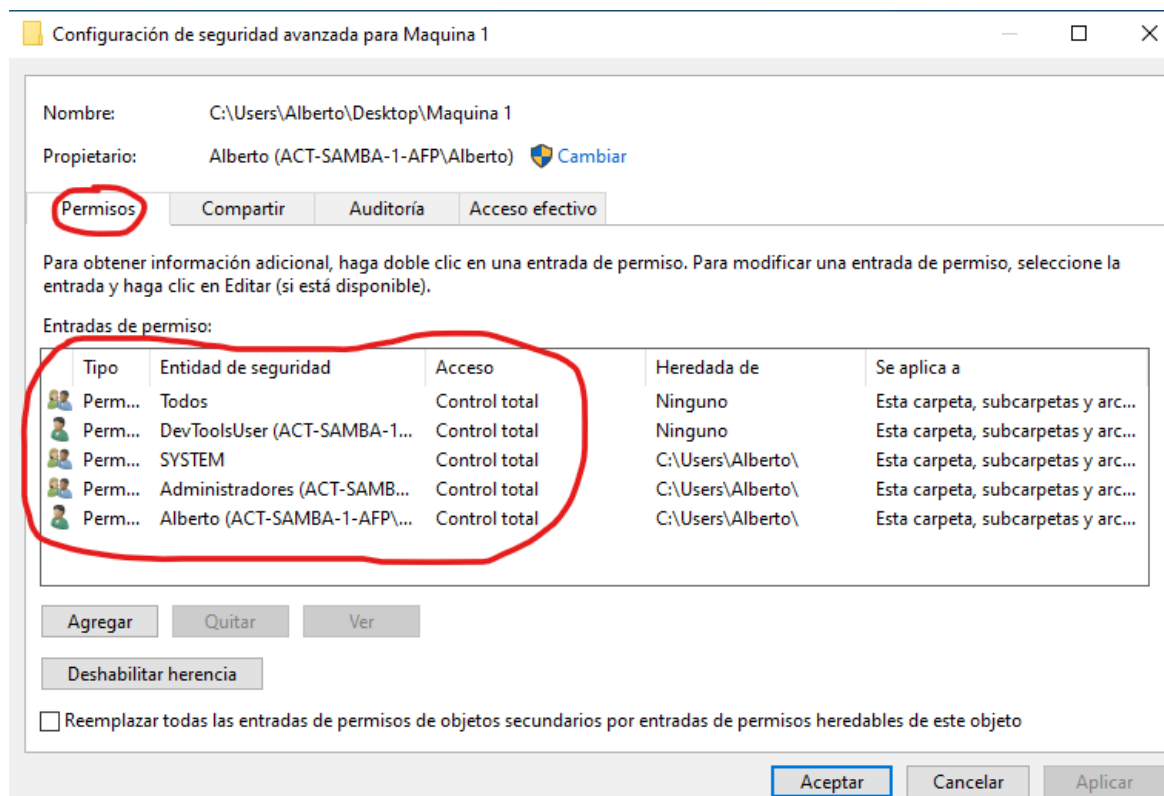 Configuración de seguridad avanzada para Maquina 1
Nombre: C:\Users\Alberto\Desktop\Maquina 1
Propietario: Alberto (ACT-SAMBA-1-AFP\Alberto) Cambiar
Permisos Compartir Auditoría Acceso efectivo
Para obtener información adicional, haga doble clic en una entrada de permiso. Para modificar una entrada de permiso, seleccione la
entrada y haga clic en Editar (si está disponible).
Entradas de permiso:
Tipo Entidad de seguridad Acceso Heredada de Se aplica a
Perm... Todos Control total Ninguno Esta carpeta, subcarpetas y arc...
Perm... DevToolsUser (ACT-SAMBA-1... Control total Ninguno Esta carpeta, subcarpetas y arc...
Perm... SYSTEM Control total C:\Users\Alberto\ Esta carpeta, subcarpetas y arc...
Perm... Administradores (ACT-SAMB... Control total C:\Users\Alberto\ Esta carpeta, subcarpetas y arc...
Perm... Alberto (ACT-SAMBA-1-AFP\... Control total C:\Users\Alberto\ Esta carpeta, subcarpetas y arc...
Agregar Quitar Ver
Deshabilitar herencia
Reemplazar todas las entradas de permisos de objetos secundarios por entradas de permisos heredables de este objeto
Aceptar Cancelar Aplicar